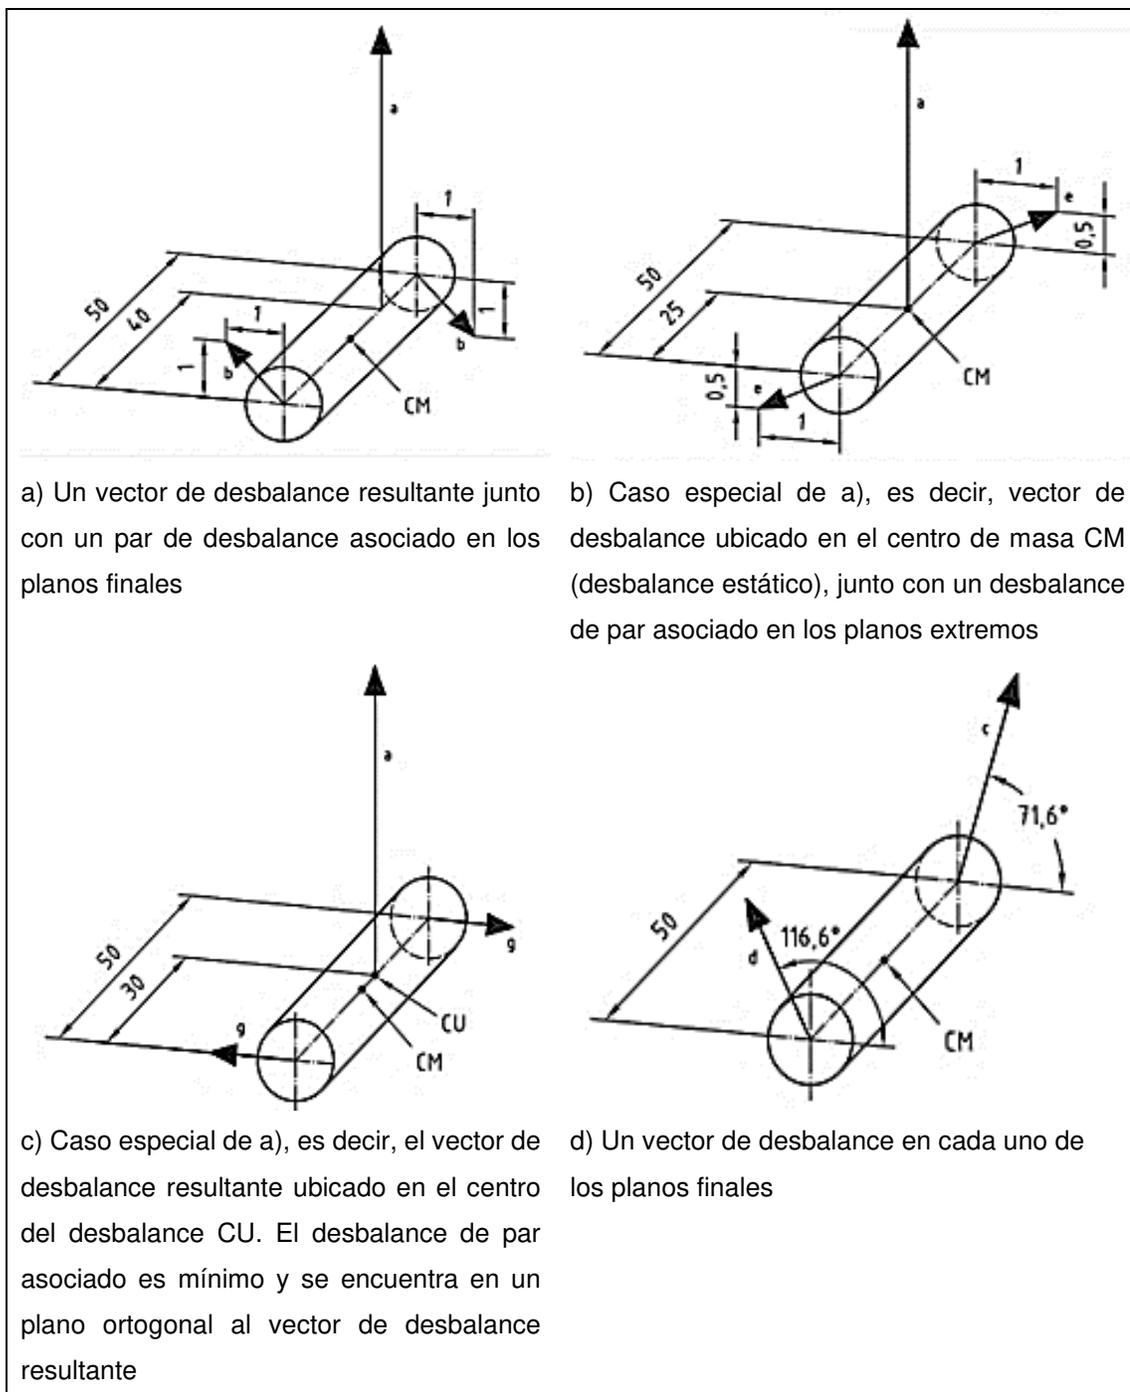 a
1
50
40
1
1
1
b
b
CM
a) Un vector de desbalance resultante junto
con un par de desbalance asociado en los
planos finales
a
1
e
0,5
50
25
0,5
e
1
CM
b) Caso especial de a), es decir, vector de
desbalance ubicado en el centro de masa CM
(desbalance estático), junto con un desbalance
de par asociado en los planos extremos
a
50
30
g
g
CU
CM
c) Caso especial de a), es decir, el vector de
desbalance resultante ubicado en el centro
del desbalance CU. El desbalance de par
asociado es mínimo y se encuentra en un
plano ortogonal al vector de desbalance
resultante
c
71,6°
50
d
116,6°
CM
d) Un vector de desbalance en cada uno de
los planos finales